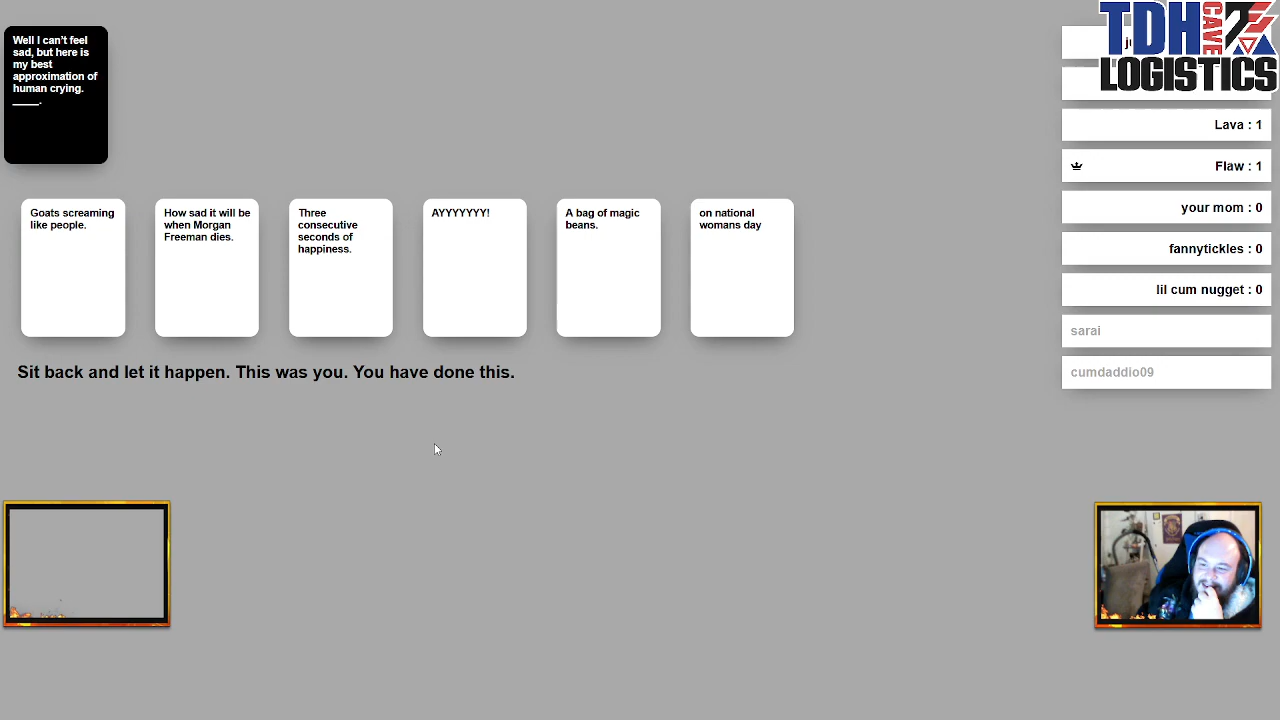 Well I can't feel
sad, but here is
my best
approximation of
human crying.
_____.
Goats screaming
like people.
How sad it will be
when Morgan
Freeman dies.
Three
consecutive
seconds of
happiness.
AYYYYYYY!
A bag of magic
beans.
on national
womans day
Sit back and let it happen. This was you. You have done this.
TDH
CAVE
LOGISTICS
Lava : 1
Flaw : 1
your mom : 0
fannytickles : 0
lil cum nugget : 0
sarai
cumdaddio09